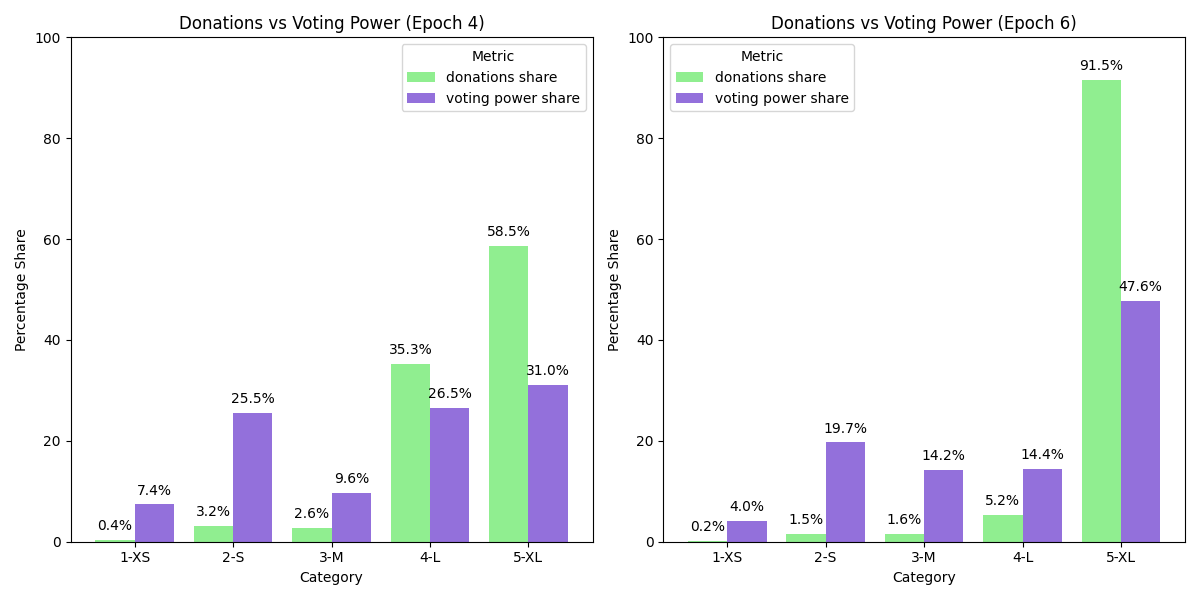 Donations vs Voting Power (Epoch 4)
Percentage Share
100
80
60
40
20
0
Metric
donations share
voting power share
0.4%
7.4%
3.2%
25.5%
2.6%
9.6%
35.3%
26.5%
58.5%
31.0%
1-XS
2-S
3-M
4-L
5-XL
Category
Donations vs Voting Power (Epoch 6)
Percentage Share
100
80
60
40
20
0
Metric
donations share
voting power share
0.2%
4.0%
1.5%
19.7%
1.6%
14.2%
5.2%
14.4%
91.5%
47.6%
1-XS
2-S
3-M
4-L
5-XL
Category